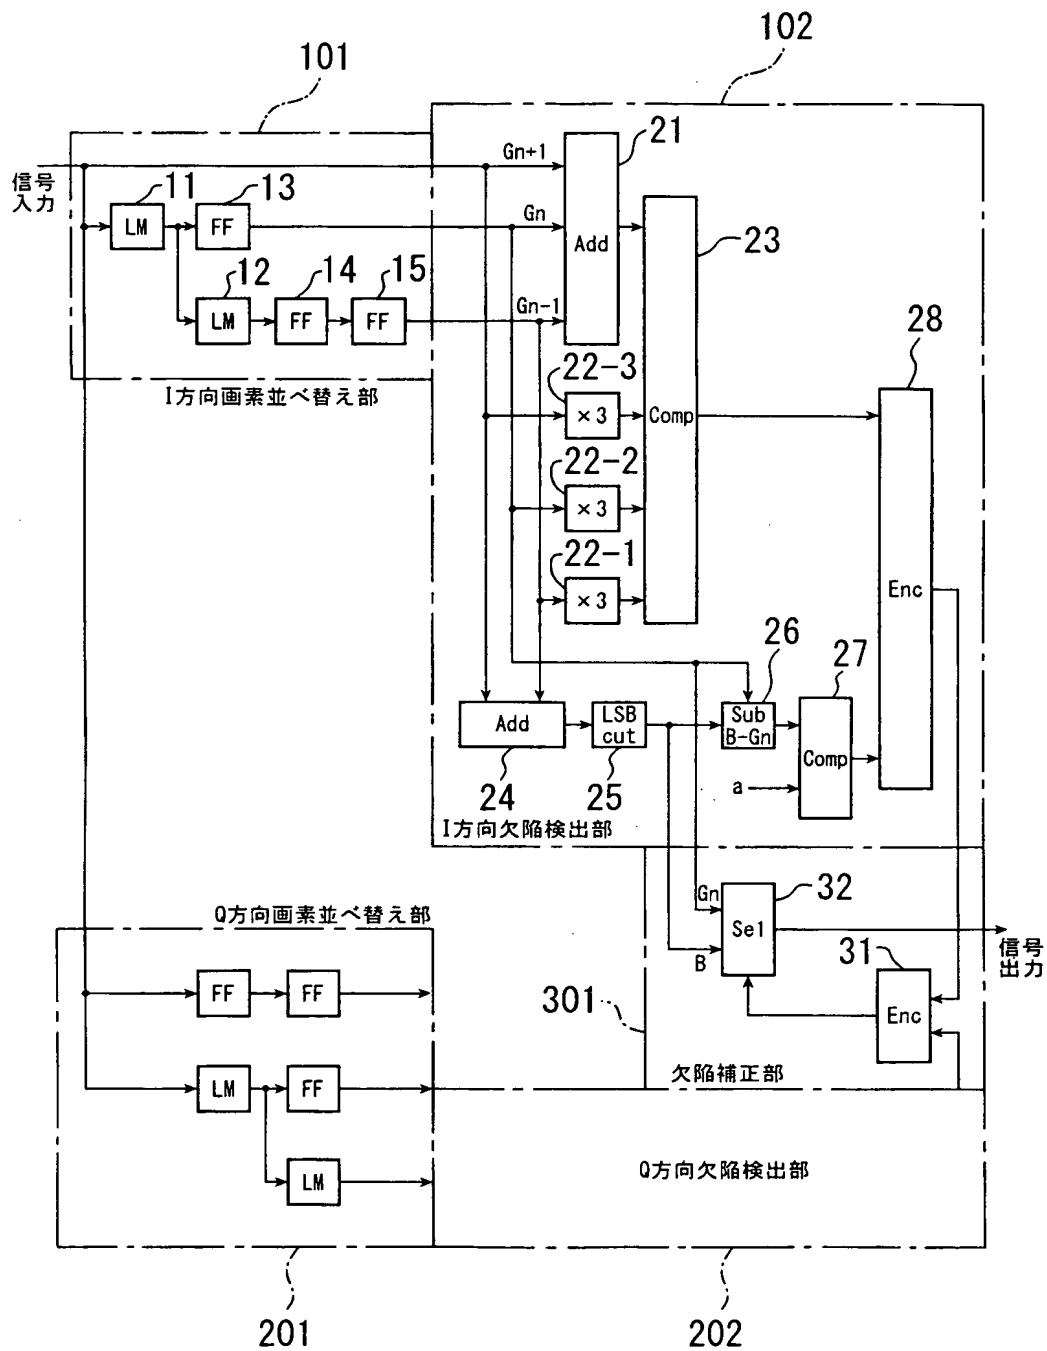 102
101
21
Gn+1
信号
入力
11
13
LM
FF
Gn
Add
23
12
14
15
LM
FF
FF
Gn-1
28
22-3
I方向画素並べ替え部
×3
Comp
22-2
×3
22-1
×3
Enc
26
27
Add
LSB
cut
Sub
B-Gn
Comp
24
25
a
I方向欠陥検出部
Gn
32
Sel
Q方向画素並べ替え部
B
31
信号
出力
FF
FF
301
Enc
欠陥補正部
LM
FF
Q方向欠陥検出部
LM
201
202